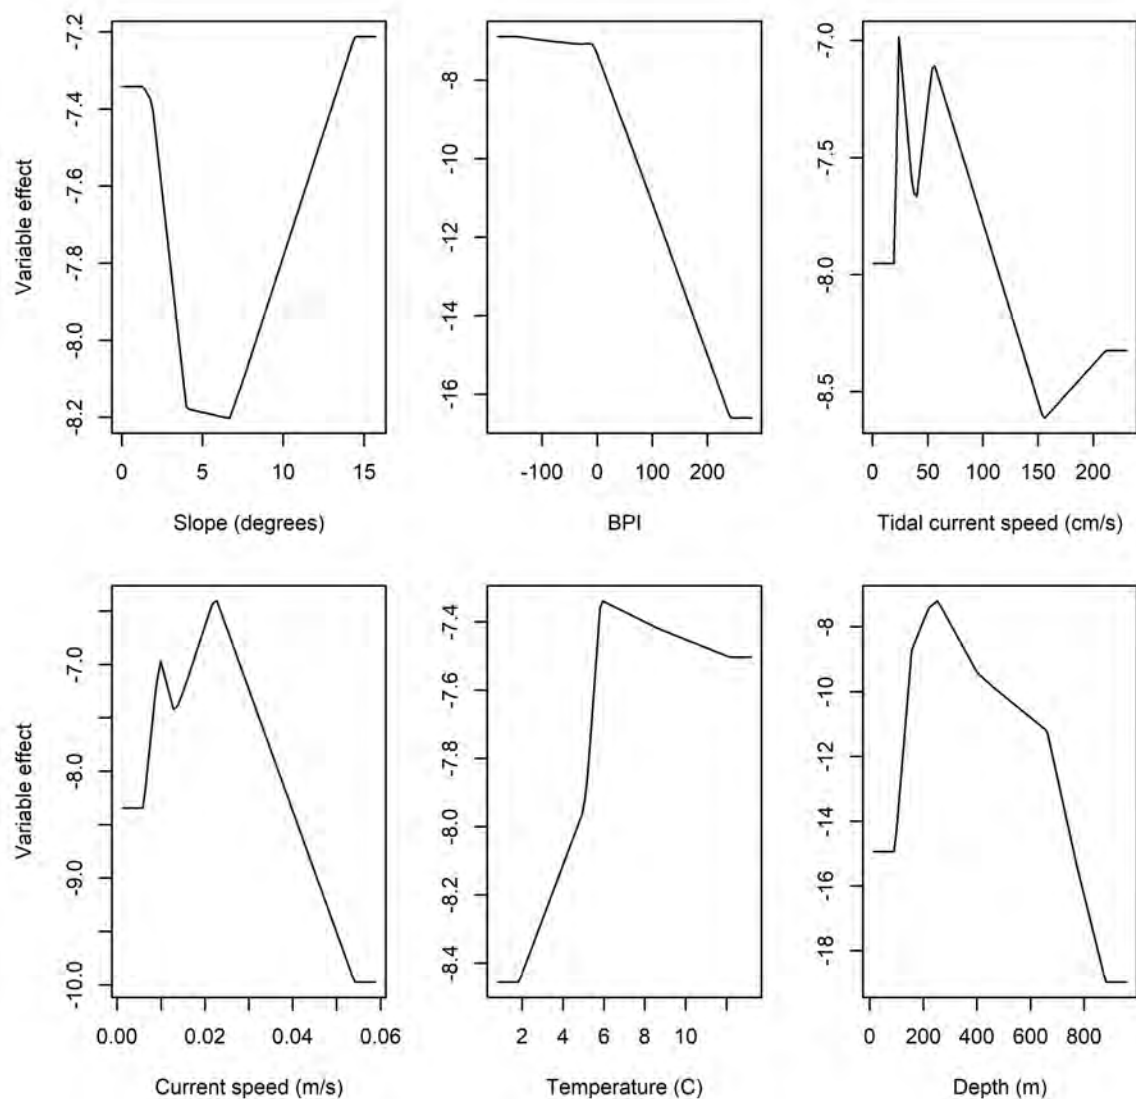 Variable effect
-7.2
-7.4
-7.6
-7.8
-8.0
-8.2
0 5 10 15
Slope (degrees)
-8
-10
-12
-14
-16
-100 0 100 200
BPI
-7.0
-7.5
-8.0
-8.5
0 50 100 150 200
Tidal current speed (cm/s)
Variable effect
-7.0
-8.0
-9.0
-10.0
0.00 0.02 0.04 0.06
Current speed (m/s)
-7.4
-7.6
-7.8
-8.0
-8.2
-8.4
2 4 6 8 10
Temperature (C)
-8
-10
-12
-14
-16
-18
0 200 400 600 800
Depth (m)